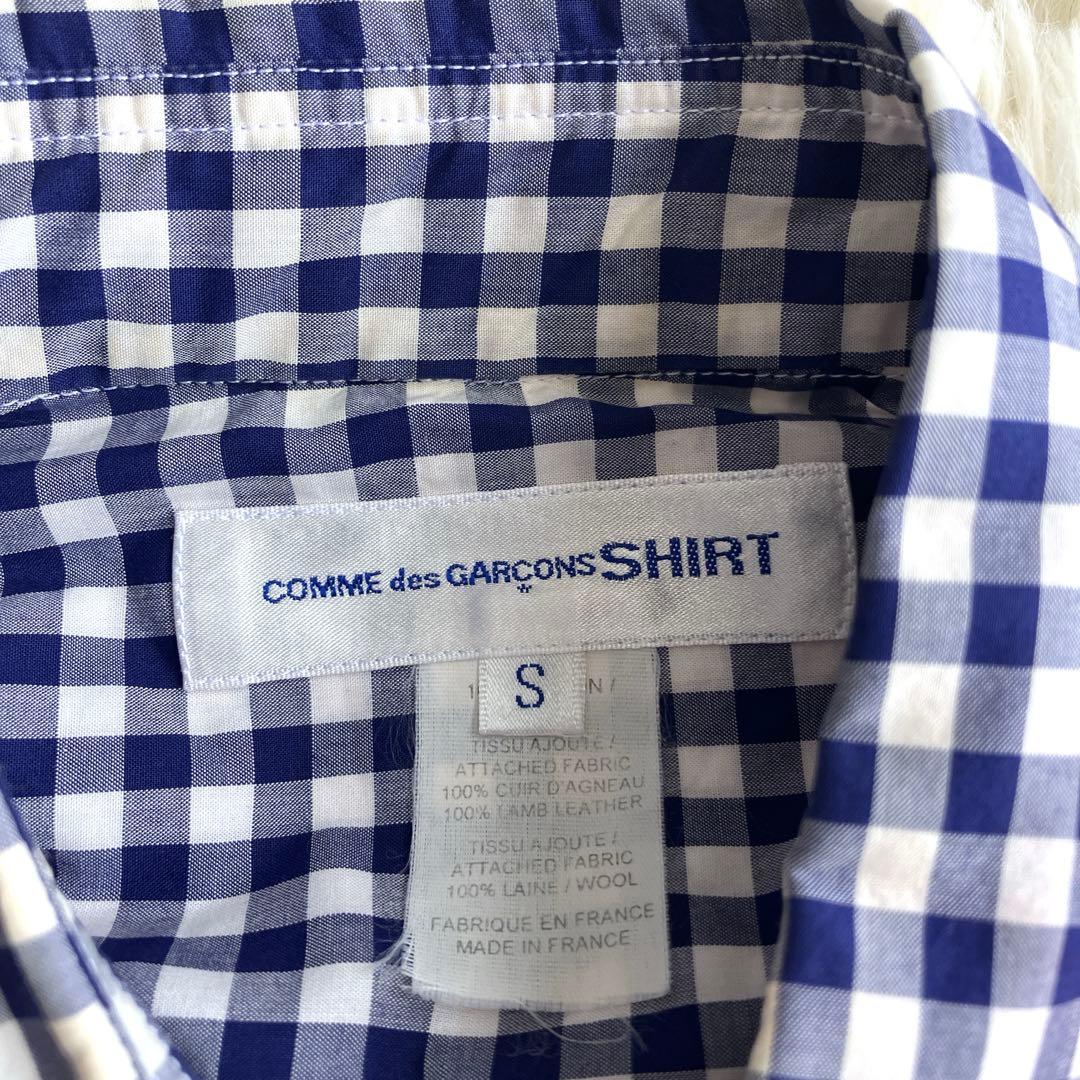 COMME des GARÇONS SHIRT
S
TISSU AJOUTE /
ATTACHED FABRIC
100% CUIR D'AGNEAU
100% LAMB LEATHER
TISSU AJOUTE /
ATTACHED FABRIC
100% LAINE / WOOL
FABRIQUE EN FRANCE
MADE IN FRANCE